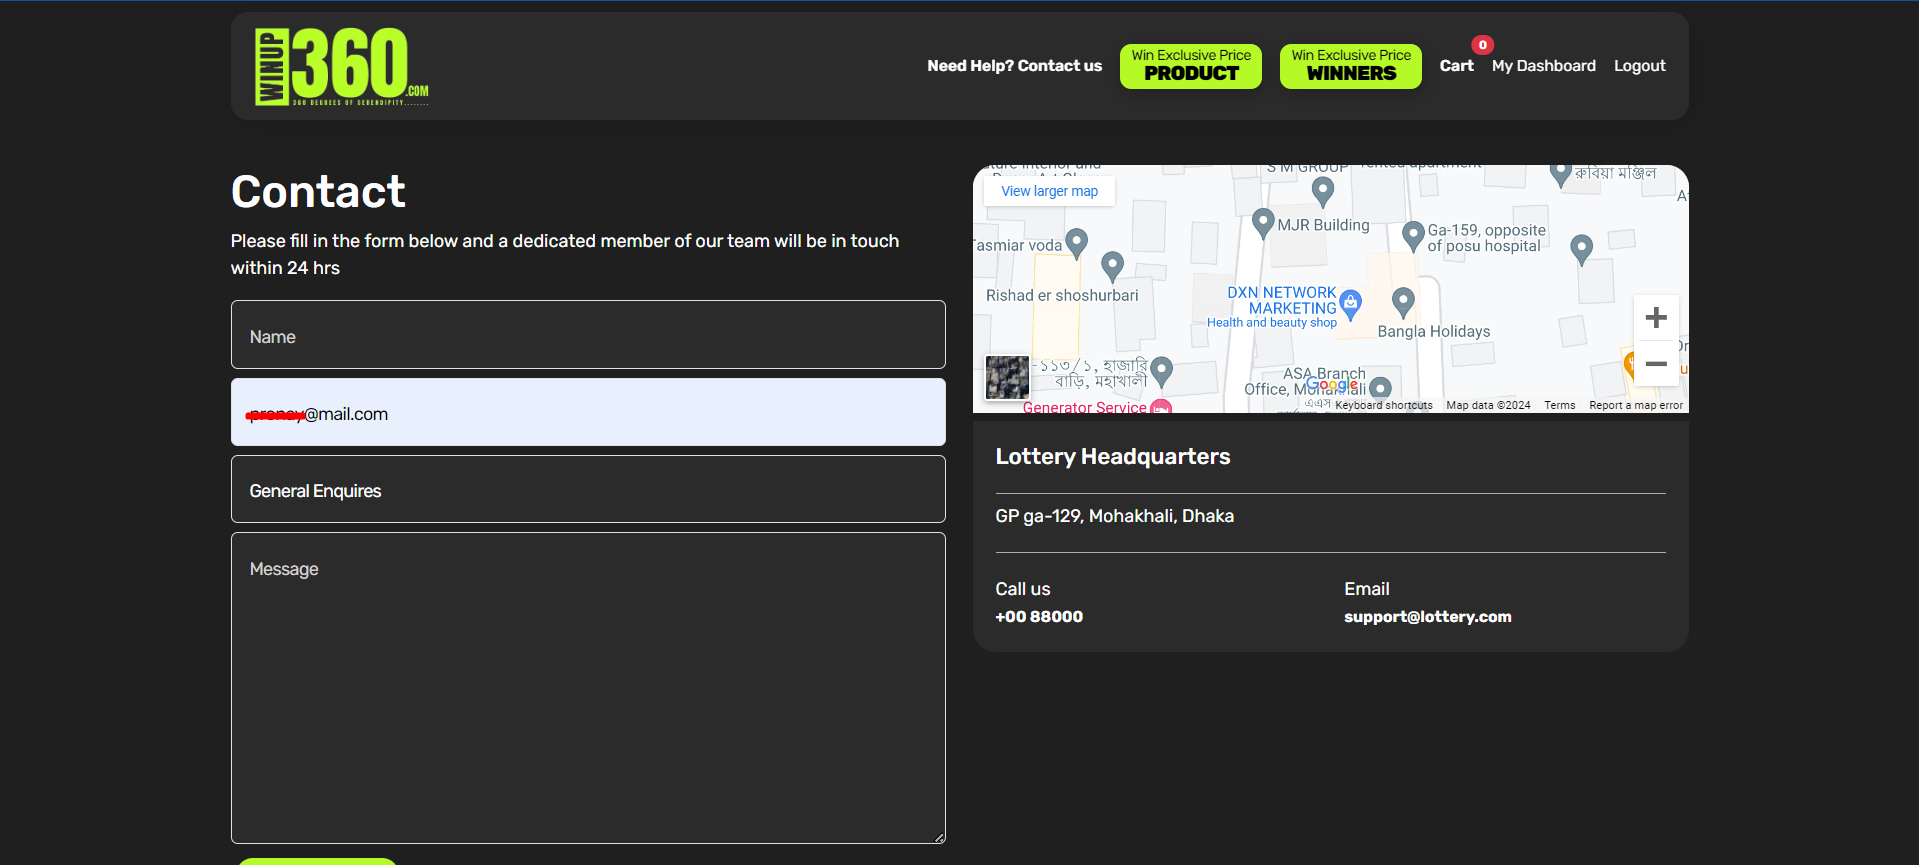 WINUP 360 .COM
360 DEGREES OF SERENDIPITY........
Need Help? Contact us
Win Exclusive Price
PRODUCT
Win Exclusive Price
WINNERS
Cart
0
My Dashboard
Logout
Contact
Please fill in the form below and a dedicated member of our team will be in touch
within 24 hrs
Name
@mail.com
General Enquires
Message
View larger map
S M GROUP
রুবিয়া মঞ্জিল
MJR Building
Ga-159, opposite
of posu hospital
Tasmiar voda
Rishad er shoshurbari
DXN NETWORK
MARKETING
Health and beauty shop
Bangla Holidays
-১১৩/১, হাজারি
বাড়ি, মহাখালী
ASA Branch
Office, Mohakhali
Google
Generator Service
Keyboard shortcuts
Map data ©2024
Terms
Report a map error
Lottery Headquarters
GP ga-129, Mohakhali, Dhaka
Call us
+00 88000
Email
support@lottery.com